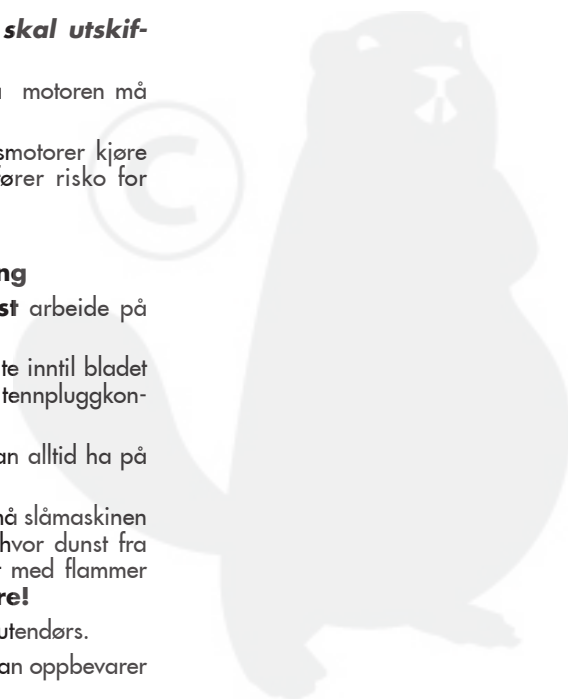 skal utskif-
motoren må
smotorer kjøre
ører risko for
ng
st arbeide på
te inntil bladet
tennpluggkon-
an alltid ha på
nå slåmaskinen
hvor dunst fra
med flammer
re!
utendørs.
an oppbevarer
©